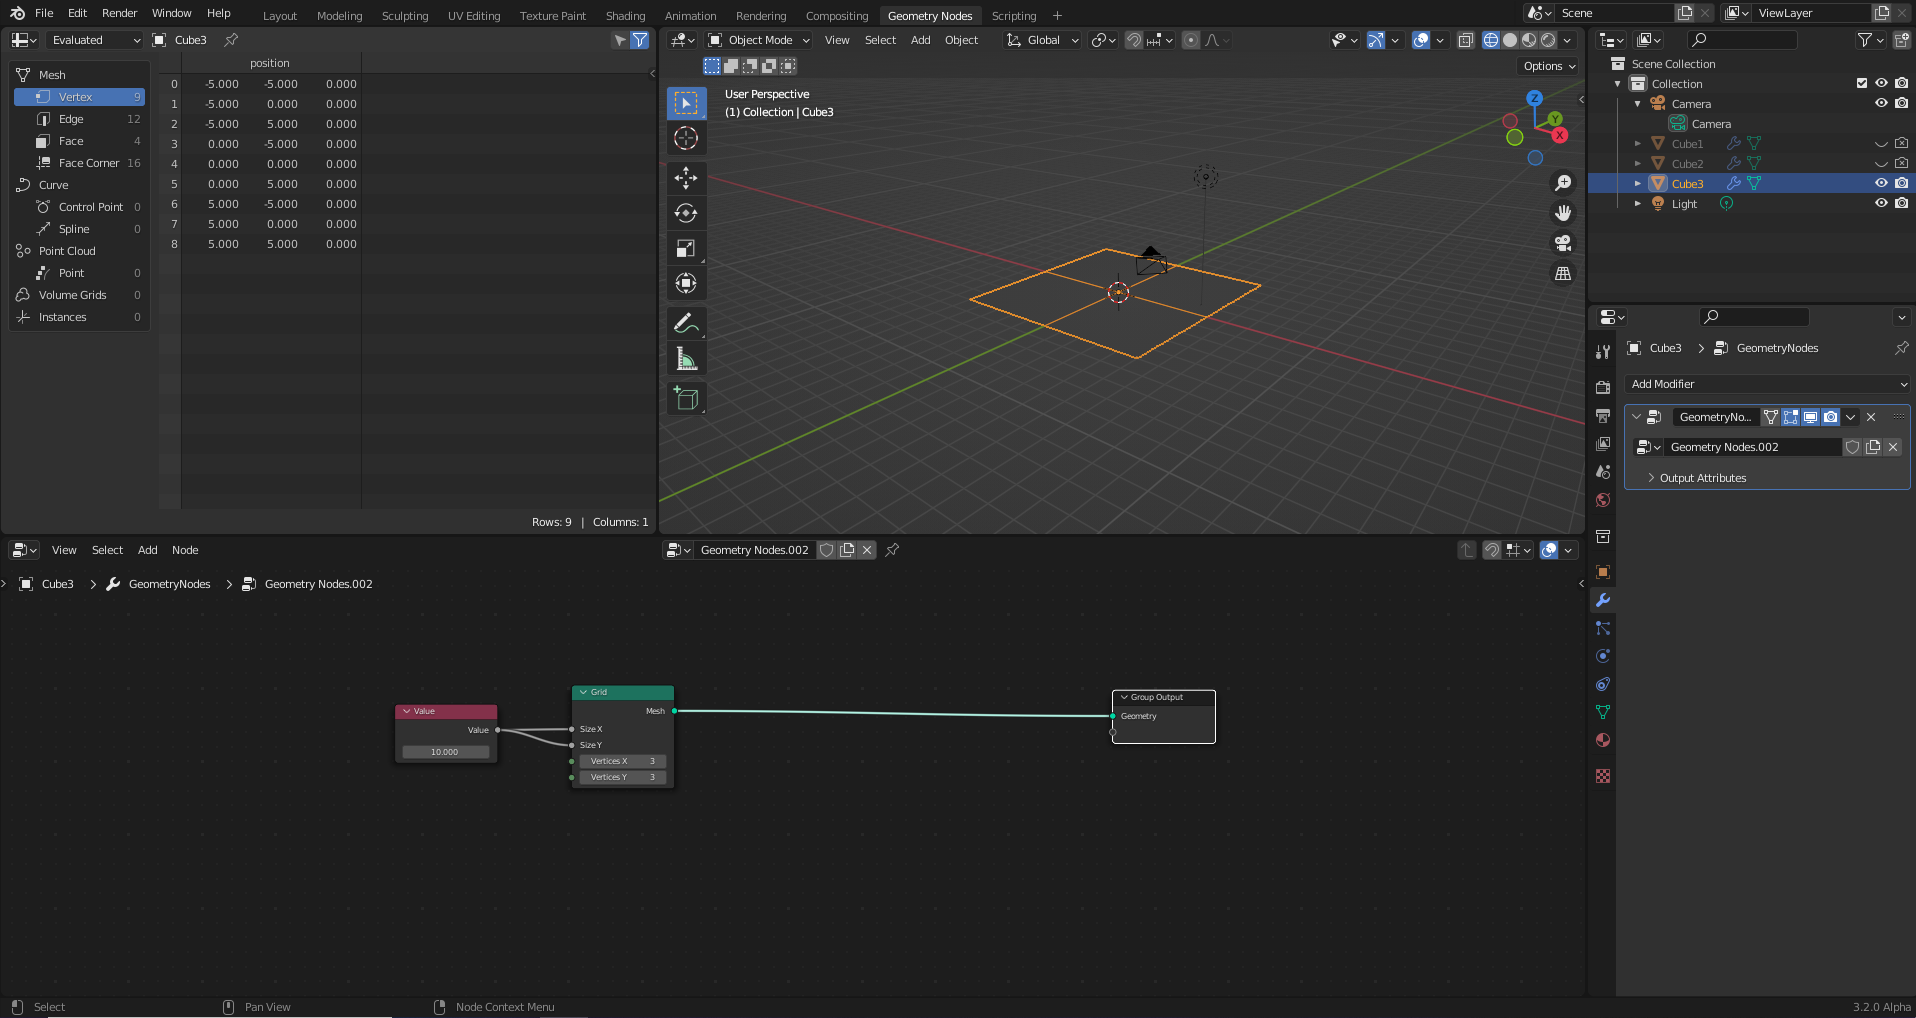 File Edit Render Window Help Layout Modeling Sculpting UV Editing Texture Paint Shading Animation Rendering Compositing Geometry Nodes Scripting + Scene ViewLayer
Evaluated Cube3
Mesh
Vertex 9
Edge 12
Face 4
Face Corner 16
Curve
Control Point 0
Spline 0
Point Cloud
Point 0
Volume Grids 0
Instances 0
position
0 -5.000 -5.000 0.000
1 -5.000 0.000 0.000
2 -5.000 5.000 0.000
3 0.000 -5.000 0.000
4 0.000 0.000 0.000
5 0.000 5.000 0.000
6 5.000 -5.000 0.000
7 5.000 0.000 0.000
8 5.000 5.000 0.000
Rows: 9 | Columns: 1
Object Mode View Select Add Object Global
Options
User Perspective
(1) Collection | Cube3
Z
Y
X
Scene Collection
Collection
Camera
Camera
Cube1
Cube2
Cube3
Light
Cube3 > GeometryNodes
Add Modifier
GeometryNo...
Geometry Nodes.002
Output Attributes
View Select Add Node Geometry Nodes.002
Cube3 > GeometryNodes > Geometry Nodes.002
Value
Value
10.000
Grid
Mesh
Size X
Size Y
Vertices X 3
Vertices Y 3
Group Output
Geometry
Select Pan View Node Context Menu 3.2.0 Alpha